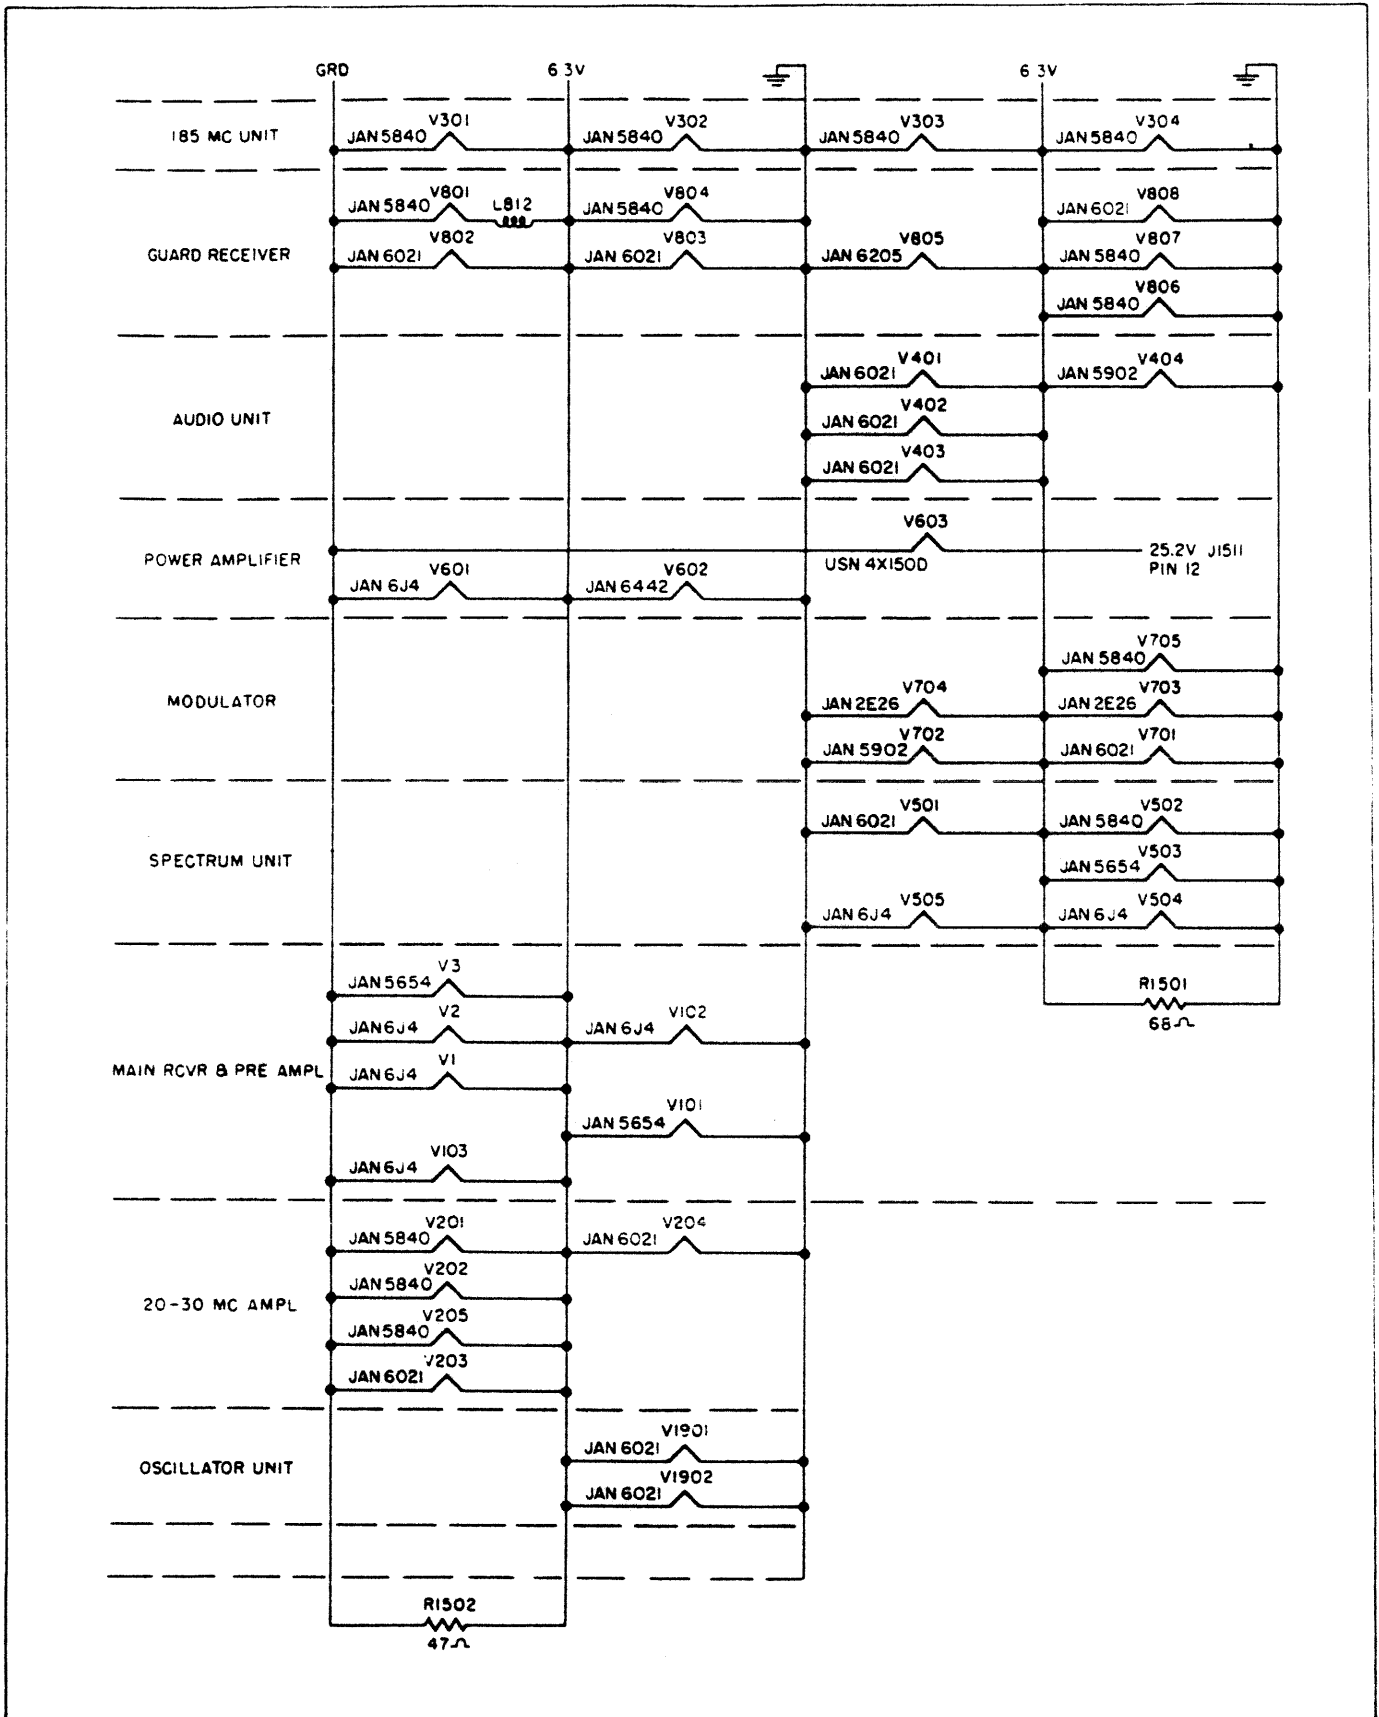 GRD 6 3V 6 3V
V301 V302 V303 V304
185 MC UNIT JAN 5840 JAN 5840 JAN 5840 JAN 5840
V801 L812 V804 V808
JAN 5840 JAN 5840 JAN 6021
V802 V803 V805 V807
GUARD RECEIVER JAN 6021 JAN 6021 JAN 6205 JAN 5840
V806
JAN 5840
V401 V404
JAN 6021 JAN 5902
V402
AUDIO UNIT JAN 6021
V403
JAN 6021
V603
POWER AMPLIFIER USN 4X150D 25.2V J1511
PIN 12
V601 V602
JAN 6J4 JAN 6442
V705
JAN 5840
V704 V703
MODULATOR JAN 2E26 JAN 2E26
V702 V701
JAN 5902 JAN 6021
V501 V502
JAN 6021 JAN 5840
V503
SPECTRUM UNIT JAN 5654
V505 V504
JAN 6J4 JAN 6J4
V3
JAN 5654
R1501
68Ω
V2 V102
JAN 6J4 JAN 6J4
V1
MAIN RCVR & PRE AMPL JAN 6J4
V101
JAN 5654
V103
JAN 6J4
V201 V204
JAN 5840 JAN 6021
V202
JAN 5840
20-30 MC AMPL
V205
JAN 5840
V203
JAN 6021
V1901
JAN 6021
OSCILLATOR UNIT
V1902
JAN 6021
R1502
47Ω